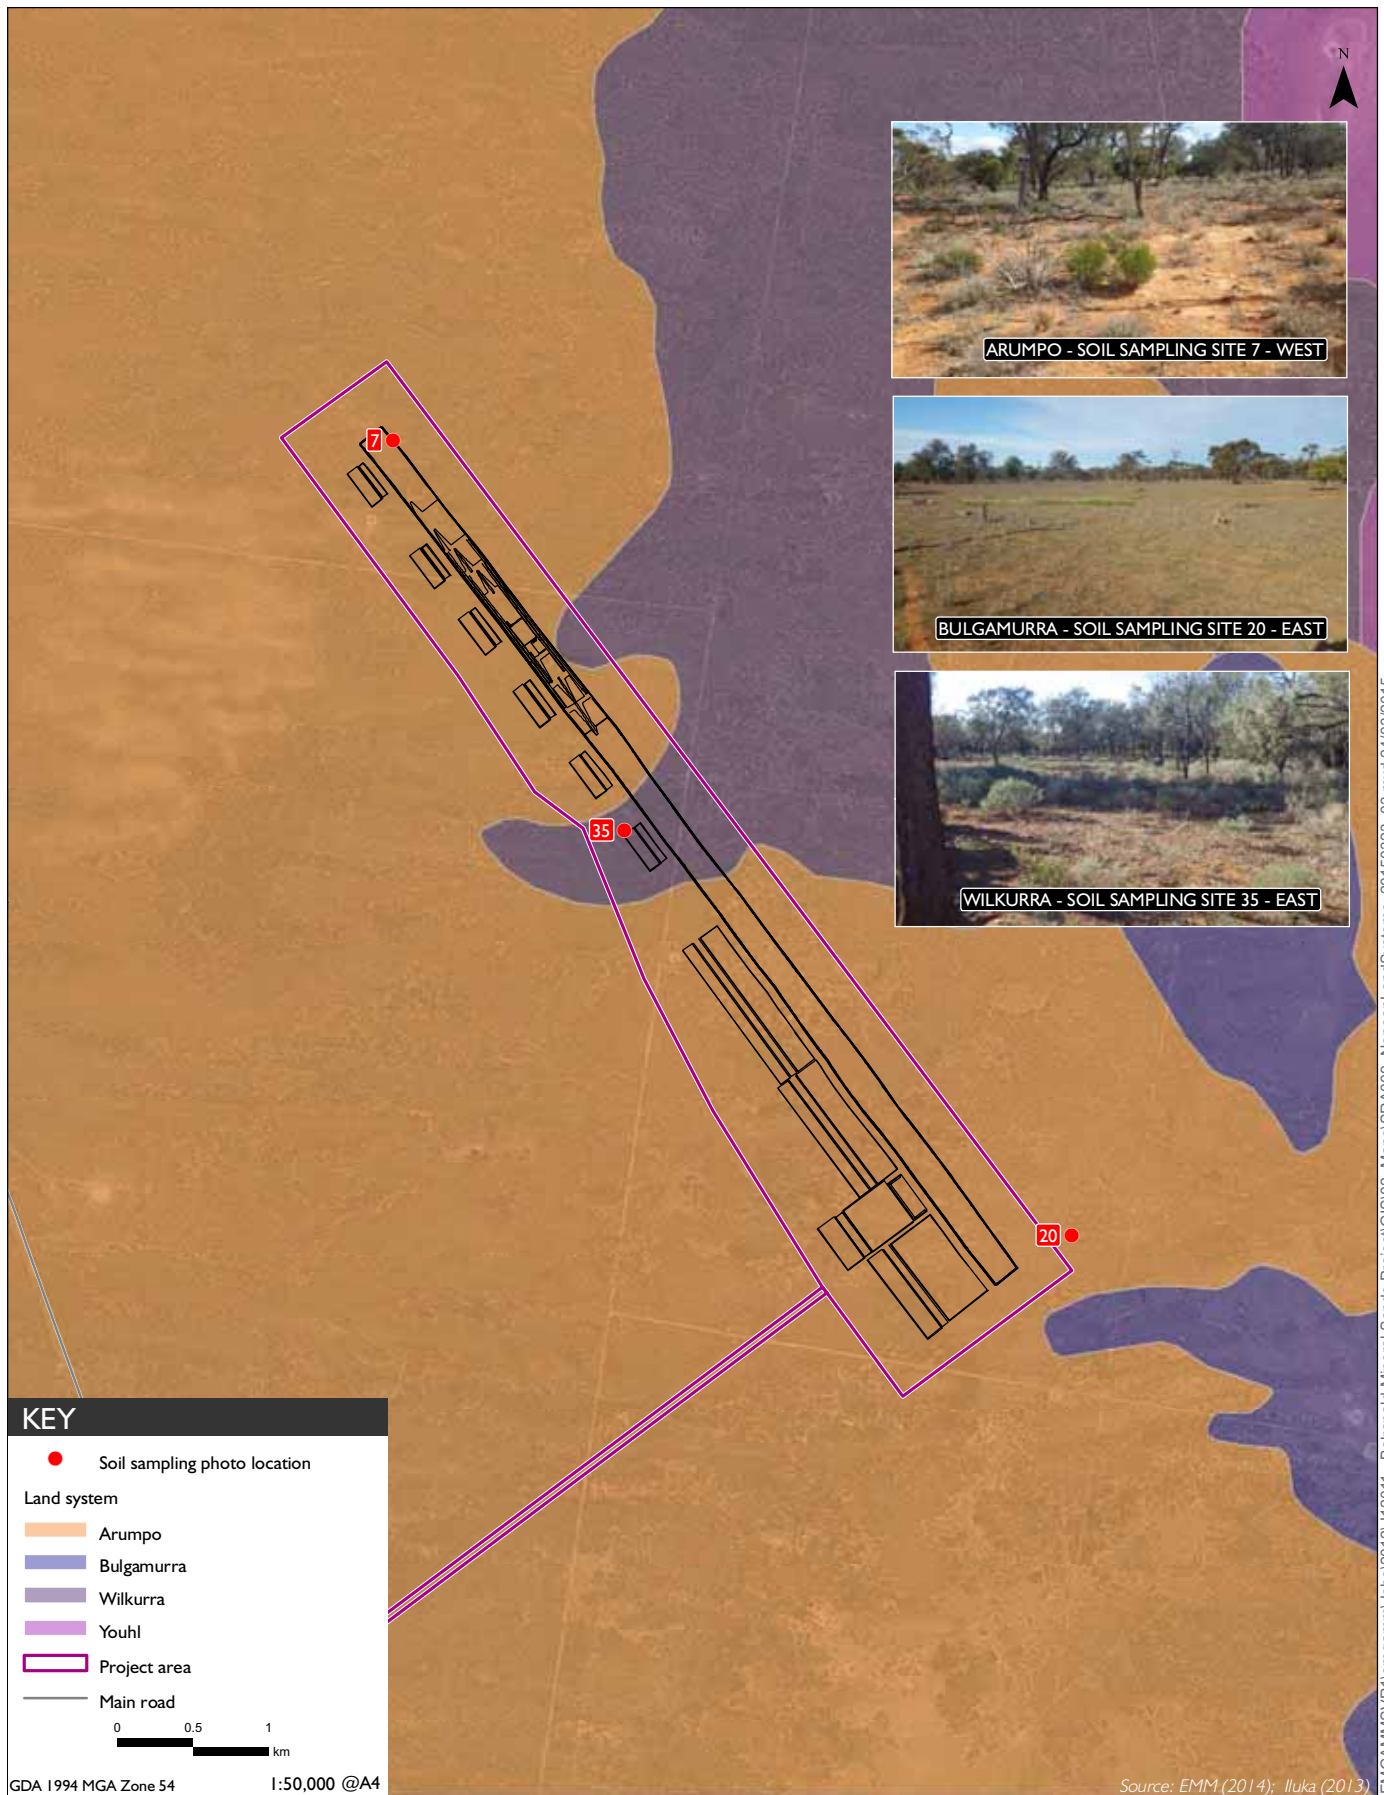 N
ARUMPO - SOIL SAMPLING SITE 7 - WEST
BULGAMURRA - SOIL SAMPLING SITE 20 - EAST
WILKURRA - SOIL SAMPLING SITE 35 - EAST
7
35
20
KEY
Soil sampling photo location
Land system
Arumpo
Bulgamurra
Wilkurra
Youhl
Project area
Main road
0 0.5 1
km
GDA 1994 MGA Zone 54 1:50,000 @A4
Source: EMM (2014); Iluka (2013)